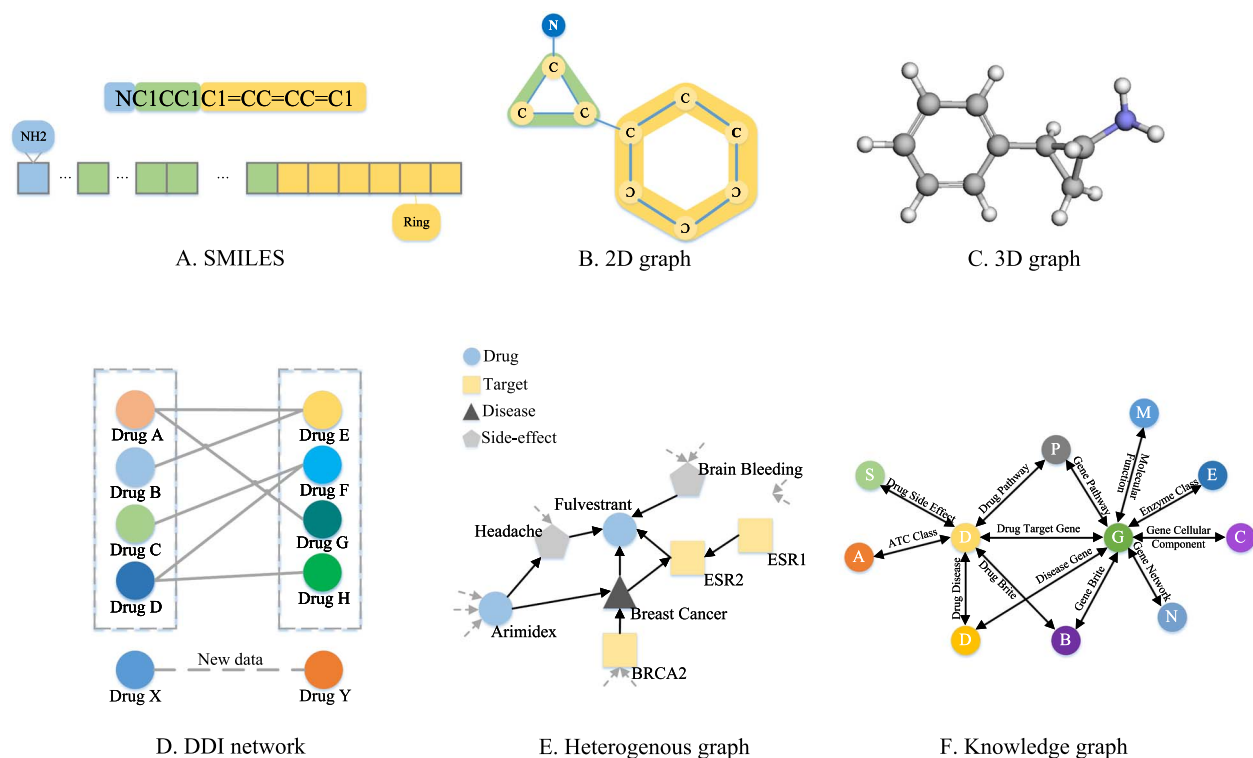 NC1CC1C1=CC=CC=C1
NH2
... ... ...
Ring
A. SMILES
N
C
C C
C
C C
C C
C
B. 2D graph
C. 3D graph
Drug A
Drug B
Drug C
Drug D
Drug E
Drug F
Drug G
Drug H
New data
Drug X
Drug Y
D. DDI network
Drug
Target
Disease
Side-effect
Brain Bleeding
Fulvestrant
Headache
ESR1
ESR2
Arimidex
Breast Cancer
BRCA2
E. Heterogenous graph
M
P
S
E
D
G
C
A
D
B
N
Molecular
Function
Drug Pathway
Gene Pathway
Drug Side Effect
Enzyme Class
ATC Class
Drug Target Gene
Gene Cellular
Component
Drug Disease
Drug Brite
Disease Gene
Gene Brite
Gene Network
F. Knowledge graph